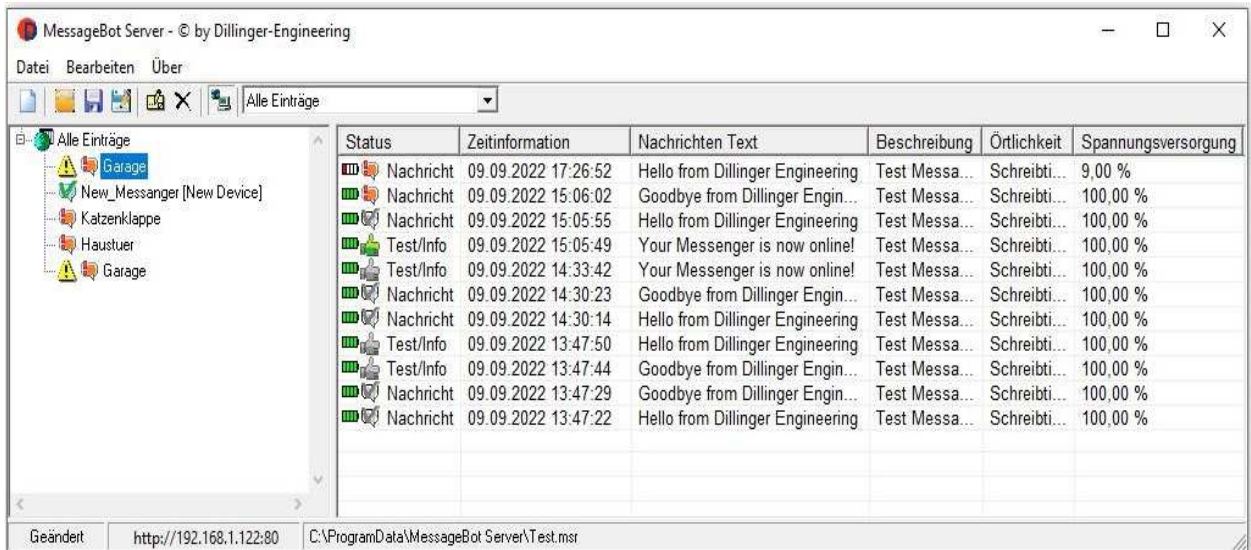 MessageBot Server - © by Dillinger-Engineering
Datei Bearbeiten Über
Alle Einträge
Alle Einträge
Garage
New_Messanger [New Device]
Katzenklappe
Haustuer
Garage
Status Zeitinformation Nachrichten Text Beschreibung Örtlichkeit Spannungsversorgung
Nachricht 09.09.2022 17:26:52 Hello from Dillinger Engineering Test Messa... Schreibti... 9,00 %
Nachricht 09.09.2022 15:06:02 Goodbye from Dillinger Engin... Test Messa... Schreibti... 100,00 %
Nachricht 09.09.2022 15:05:55 Hello from Dillinger Engineering Test Messa... Schreibti... 100,00 %
Test/Info 09.09.2022 15:05:49 Your Messenger is now online! Test Messa... Schreibti... 100,00 %
Test/Info 09.09.2022 14:33:42 Your Messenger is now online! Test Messa... Schreibti... 100,00 %
Nachricht 09.09.2022 14:30:23 Goodbye from Dillinger Engin... Test Messa... Schreibti... 100,00 %
Nachricht 09.09.2022 14:30:14 Hello from Dillinger Engineering Test Messa... Schreibti... 100,00 %
Test/Info 09.09.2022 13:47:50 Hello from Dillinger Engineering Test Messa... Schreibti... 100,00 %
Test/Info 09.09.2022 13:47:44 Goodbye from Dillinger Engin... Test Messa... Schreibti... 100,00 %
Nachricht 09.09.2022 13:47:29 Goodbye from Dillinger Engin... Test Messa... Schreibti... 100,00 %
Nachricht 09.09.2022 13:47:22 Hello from Dillinger Engineering Test Messa... Schreibti... 100,00 %
Geändert http://192.168.1.122:80 C:\ProgramData\MessageBot Server\Test.msr